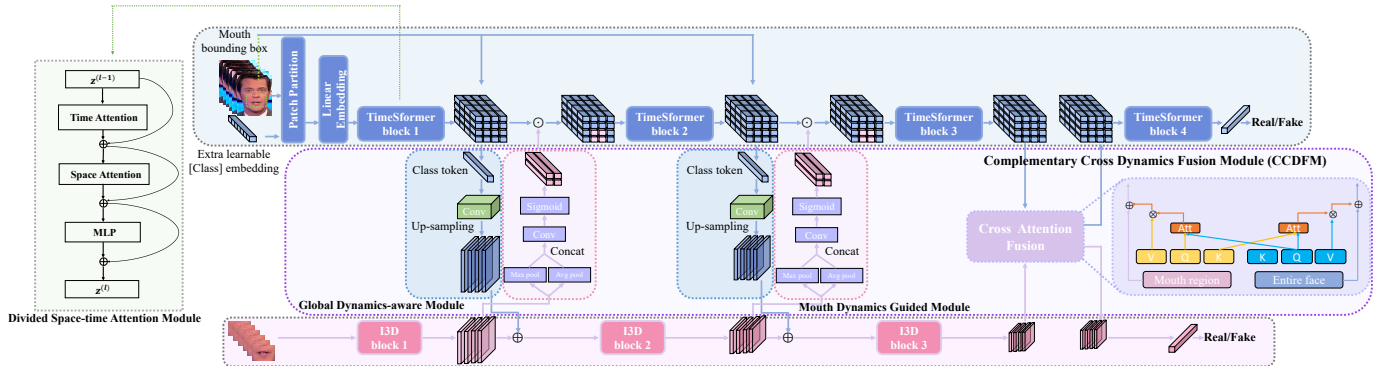 Mouth
bounding box
z(l−1)
Time Attention
Space Attention
MLP
z(l)
Divided Space-time Attention Module
Patch Partition
Linear
Embedding
Extra learnable
[Class] embedding
TimeSformer
block 1
TimeSformer
block 2
TimeSformer
block 3
TimeSformer
block 4
Real/Fake
Complementary Cross Dynamics Fusion Module (CCDFM)
Class token
Conv
Up-sampling
Sigmoid
Conv
Concat
Max pool
Avg pool
Class token
Conv
Up-sampling
Sigmoid
Conv
Concat
Max pool
Avg pool
Global Dynamics-aware Module
Mouth Dynamics Guided Module
Cross Attention
Fusion
Att
Att
V
Q
K
K
Q
V
Mouth region
Entire face
I3D
block 1
I3D
block 2
I3D
block 3
Real/Fake